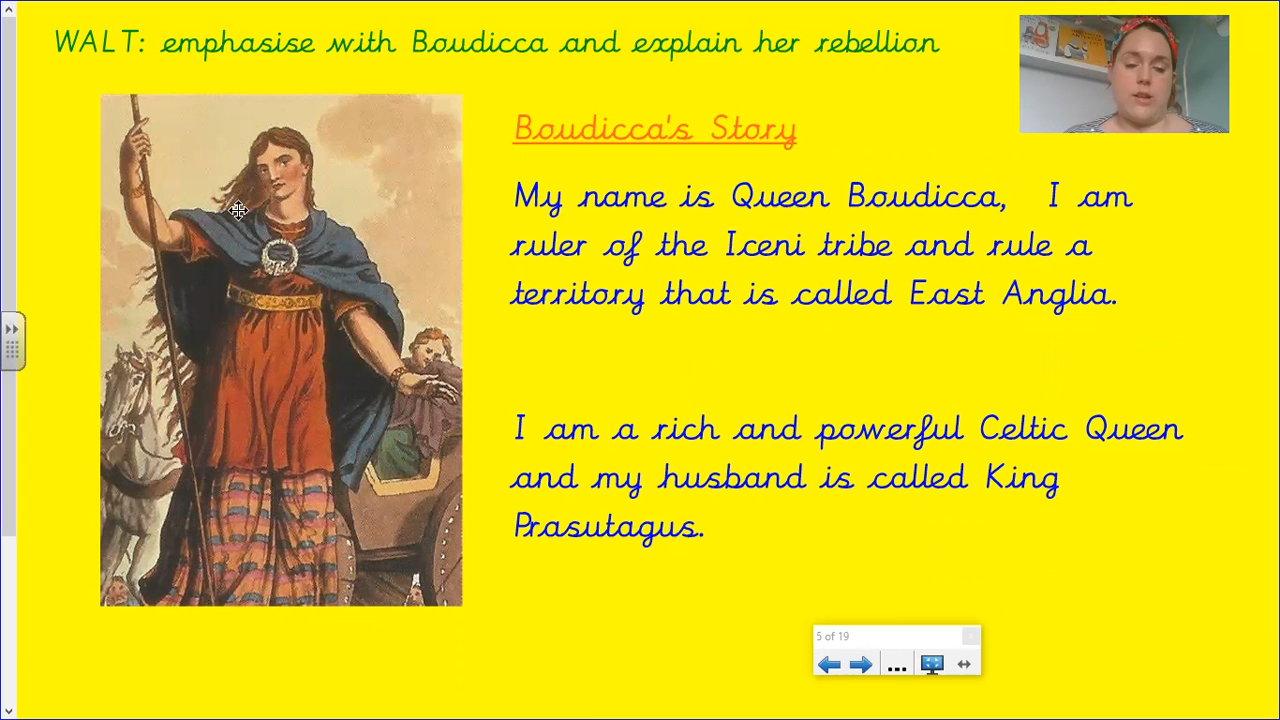 WALT: emphasise with Boudicca and explain her rebellion
Boudicca's Story
My name is Queen Boudicca, I am
ruler of the Iceni tribe and rule a
territory that is called East Anglia.
I am a rich and powerful Celtic Queen
and my husband is called King
Prasutagus.
5 of 19
...